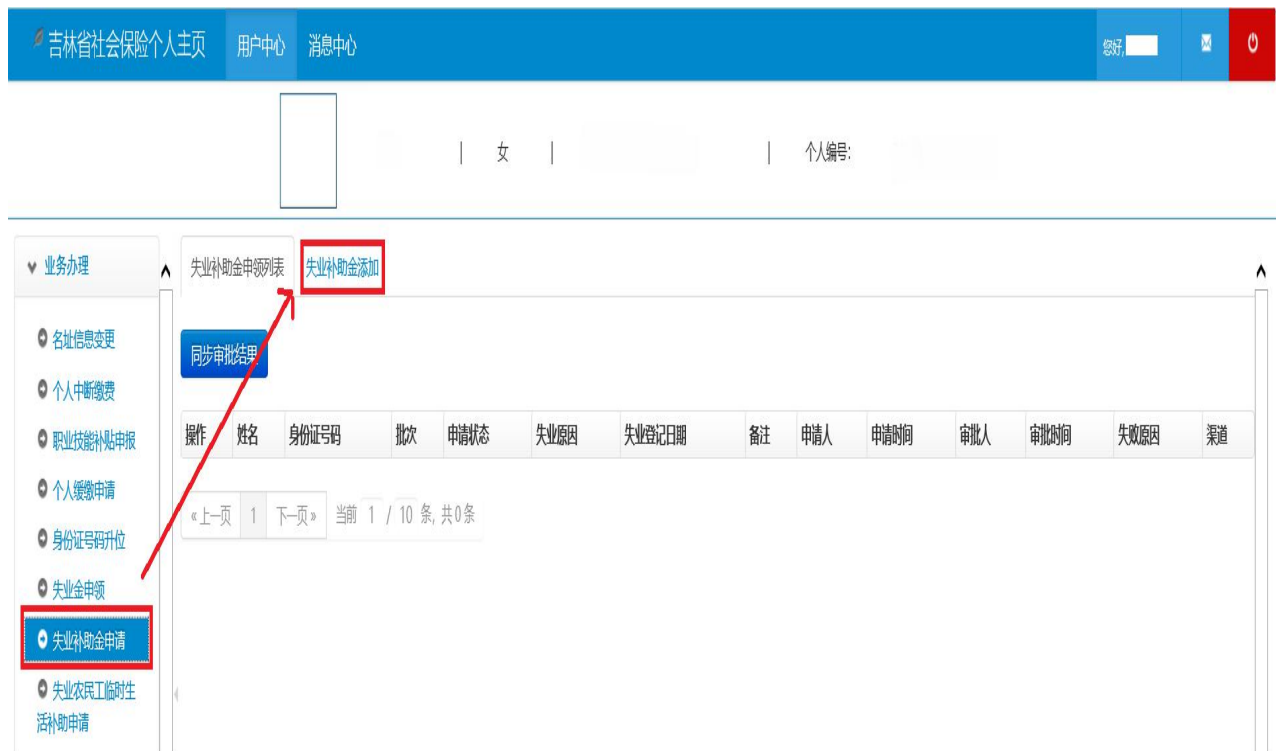 吉林省社会保险个人主页 用户中心 消息中心 您好,
| 女 | | 个人编号:
业务办理
失业补助金申领列表 失业补助金添加
名址信息变更
个人中断缴费
职业技能补贴申报
个人缓缴申请
身份证号码升位
失业金申领
失业补助金申请
失业农民工临时生
活补助申请
同步审批结果
操作 姓名 身份证号码 批次 申请状态 失业原因 失业登记日期 备注 申请人 申请时间 审批人 审批时间 失败原因 渠道
«上一页 1 下一页» 当前 1 / 10 条, 共0条